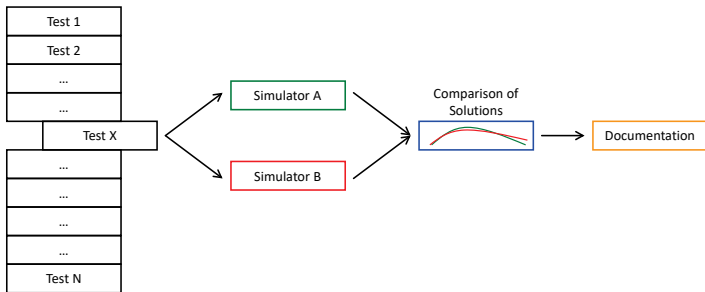 Test 1
Test 2
...
...
Test X
...
...
...
...
Test N
Simulator A
Simulator B
Comparison of
Solutions
Documentation